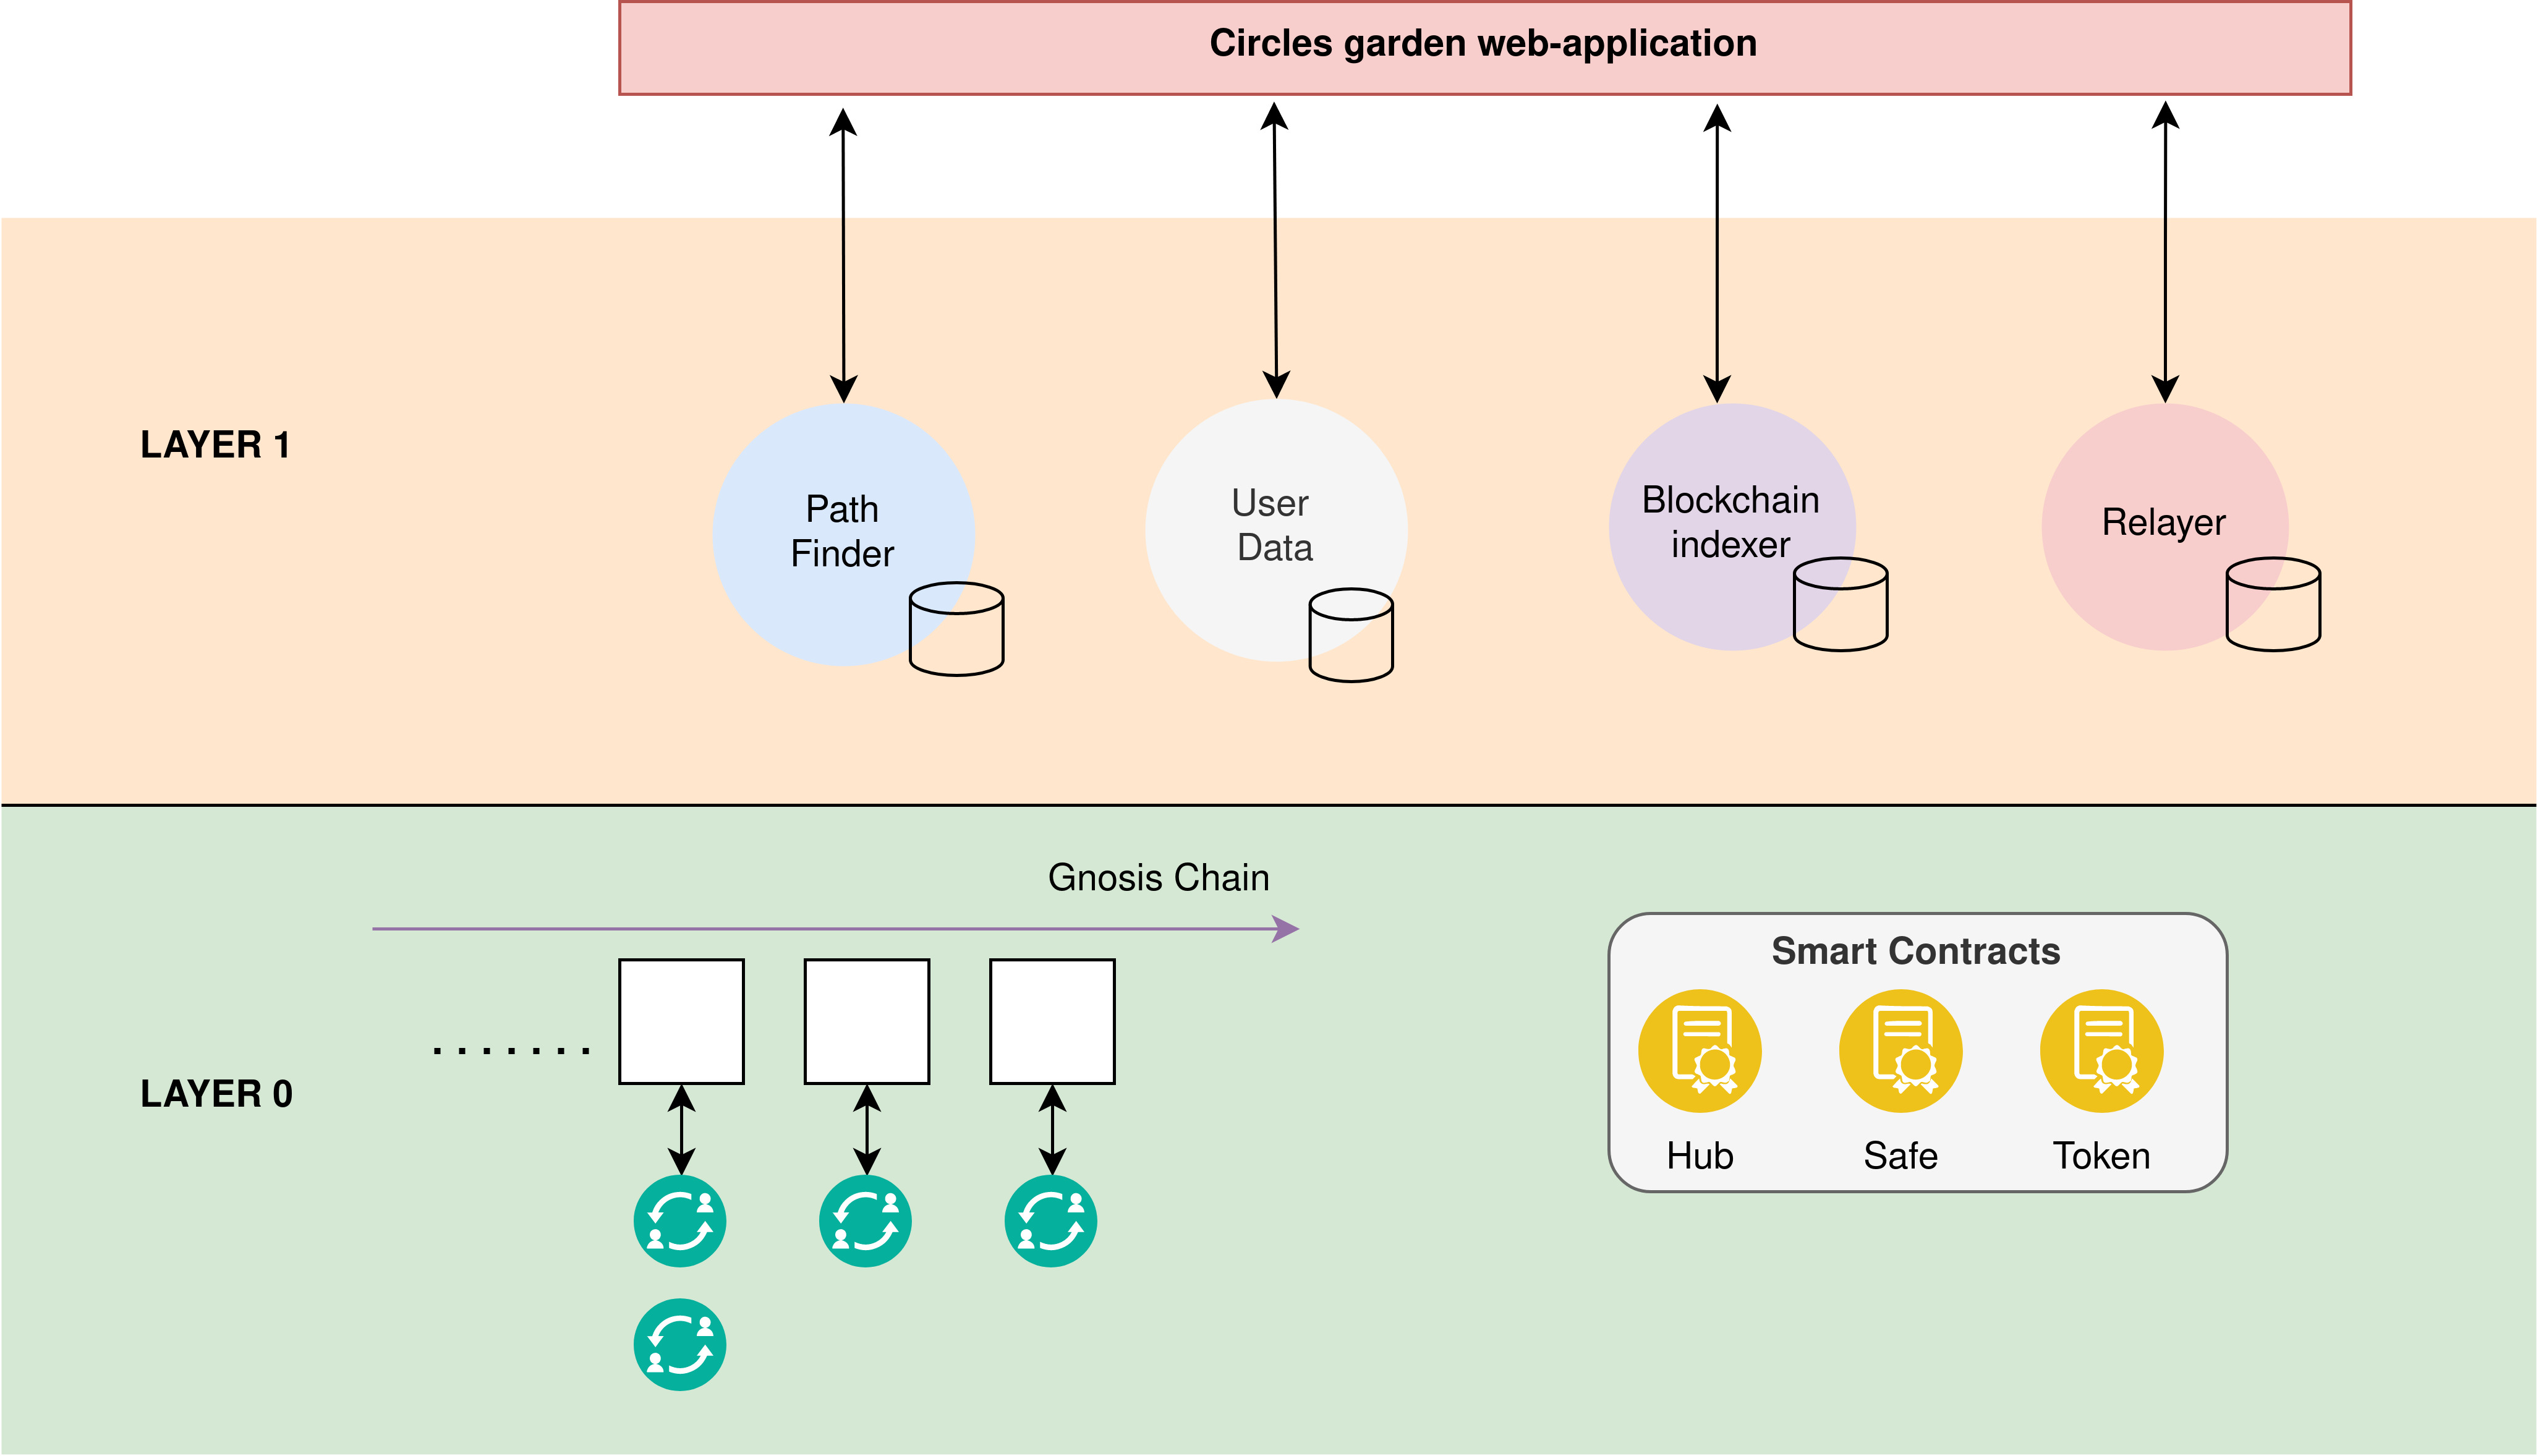 Circles garden web-application
LAYER 1
Path
Finder
User
Data
Blockchain
indexer
Relayer
Gnosis Chain
LAYER 0
.......
Smart Contracts
Hub
Safe
Token